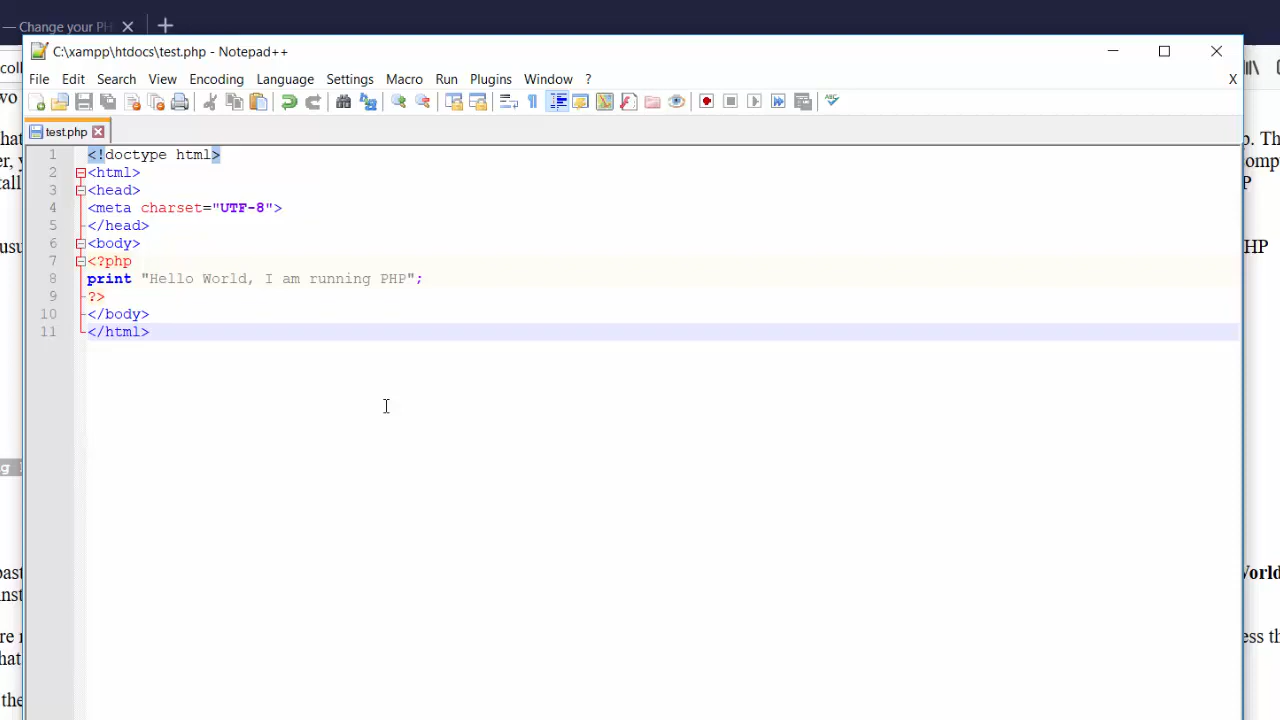 — Change your PH
C:\xampp\htdocs\test.php - Notepad++
File Edit Search View Encoding Language Settings Macro Run Plugins Window ? X
test.php
1 <!doctype html>
2 <html>
3 <head>
4 <meta charset="UTF-8">
5 </head>
6 <body>
7 <?php
8 print "Hello World, I am running PHP";
9 ?>
10 </body>
11 </html>